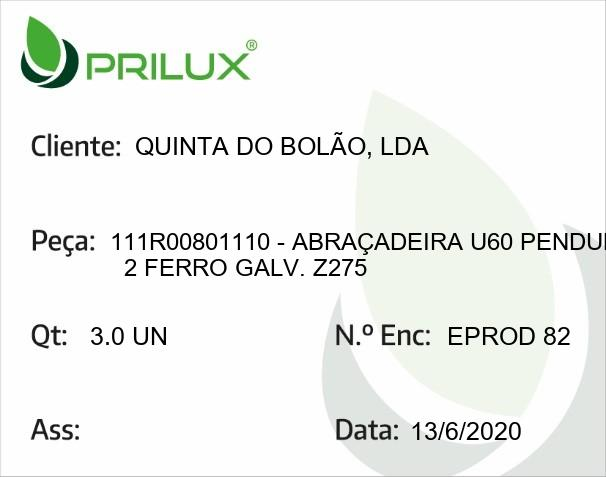 PRILUX®
Cliente: QUINTA DO BOLÃO, LDA
Peça: 111R00801110 - ABRAÇADEIRA U60
2 FERRO GALV. Z275
Qt: 3.0 UN N.º Enc: EPROD 82
Ass: Data: 13/6/2020